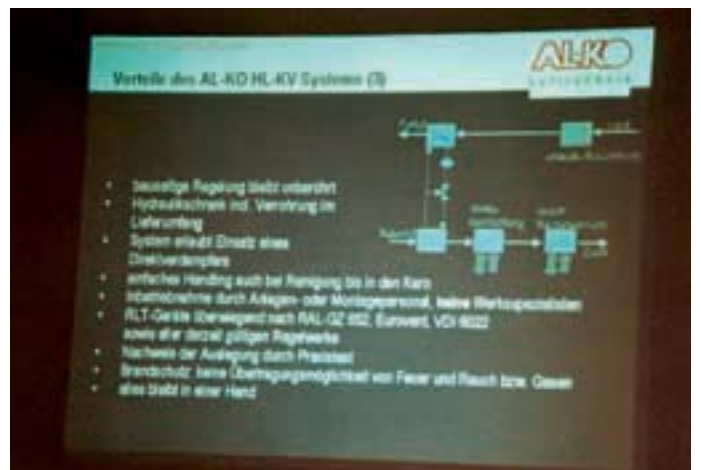 AL-KO
Vorteile des AL-KO HL-KV Systems (3)
bauseitige Regelung bleibt unberührt
Hydraulikschrank incl. Verrohrung im
Lieferumfang
System erlaubt Einsatz eines
Direktverdampfers
einfaches Handling auch bei Reinigung bis in den Kern
Inbetriebnahme durch Anlagen- oder Montagepersonal, keine Werksspezialisten
RLT-Geräte überwiegend nach RAL-GZ 652, Eurovent, VDI 6022
sowie aller derzeit gültigen Regelwerke
Nachweis der Auslegung durch Praxistest
Brandschutz: keine Übertragungsmöglichkeit von Feuer und Rauch bzw. Gasen
alles bleibt in einer Hand